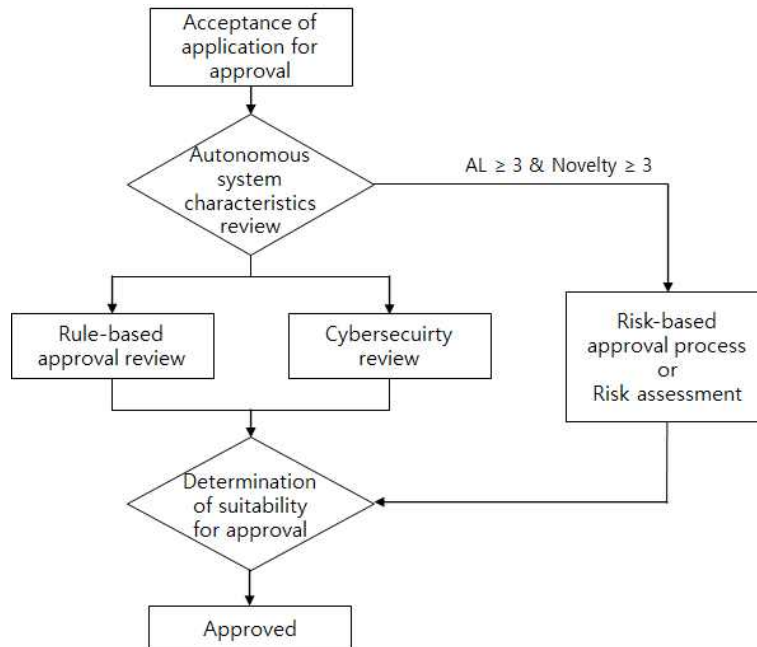 Acceptance of
application for
approval
Autonomous
system
characteristics
review
AL ≥ 3 & Novelty ≥ 3
Rule-based
approval review
Cybersecuirty
review
Risk-based
approval process
or
Risk assessment
Determination
of suitability
for approval
Approved